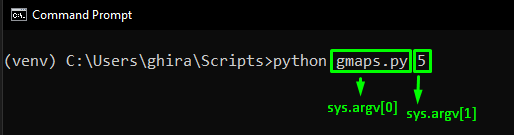 Command Prompt
(venv) C:\Users\ghira\Scripts>python gmaps.py 5
sys.argv[0] sys.argv[1]